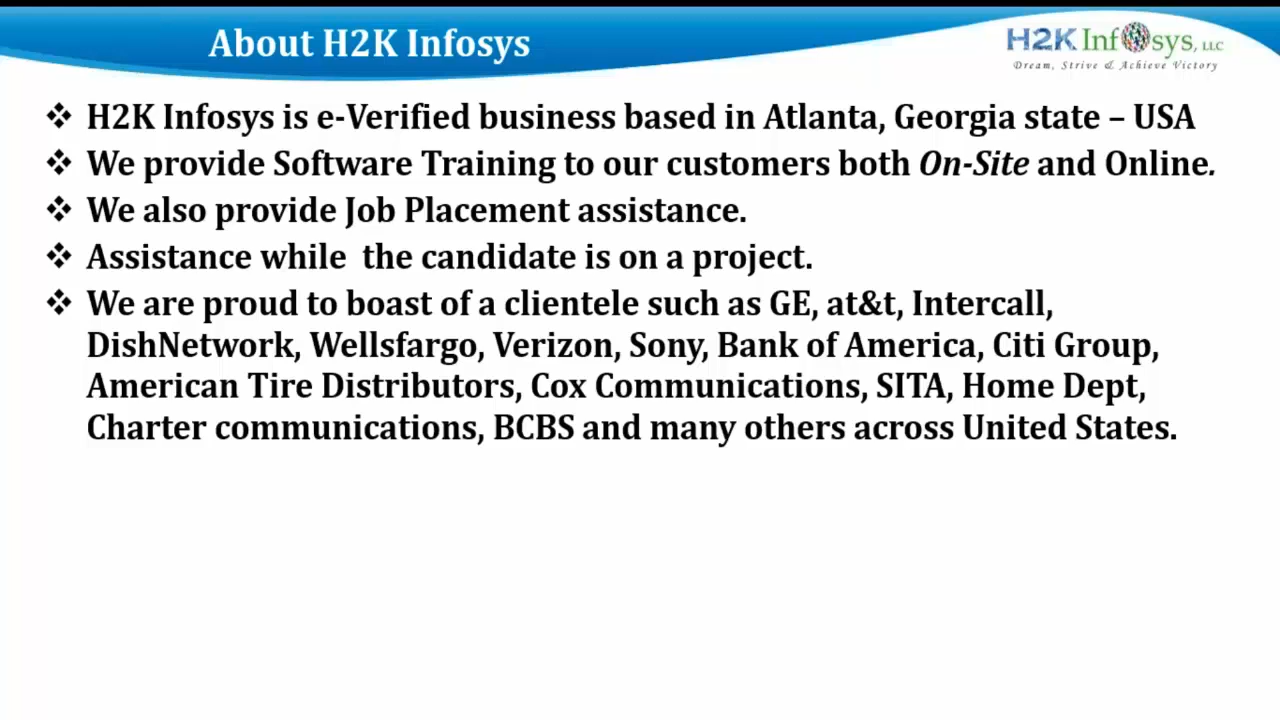 About H2K Infosys
H2K Infosys, LLC
Dream, Strive & Achieve Victory
❖ H2K Infosys is e-Verified business based in Atlanta, Georgia state – USA
❖ We provide Software Training to our customers both On-Site and Online.
❖ We also provide Job Placement assistance.
❖ Assistance while  the candidate is on a project.
❖ We are proud to boast of a clientele such as GE, at&t, Intercall,
DishNetwork, Wellsfargo, Verizon, Sony, Bank of America, Citi Group,
American Tire Distributors, Cox Communications, SITA, Home Dept,
Charter communications, BCBS and many others across United States.